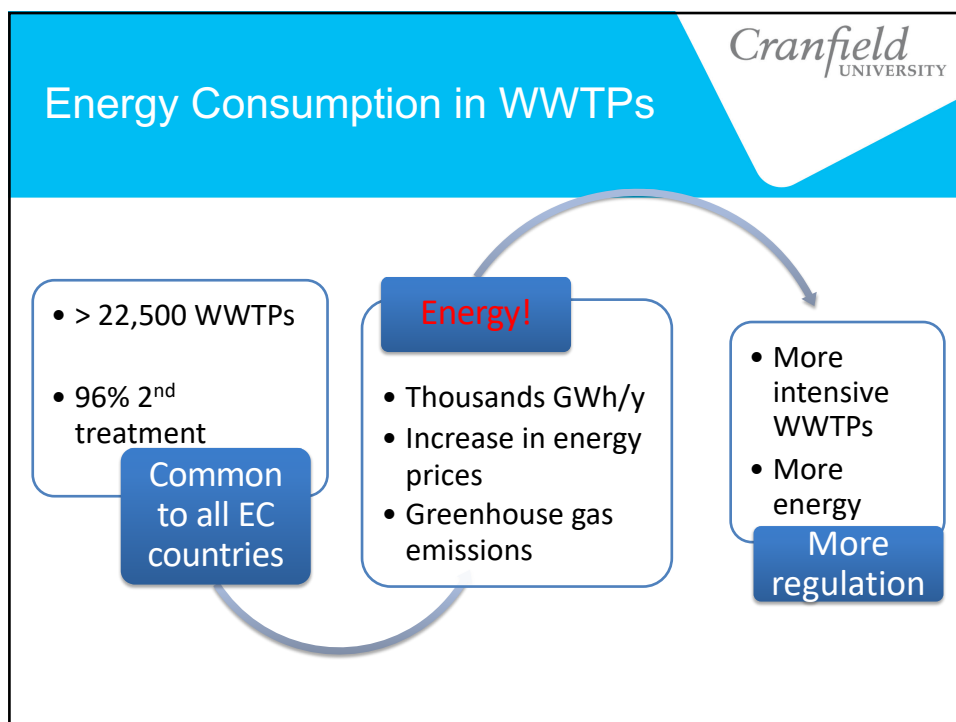 Cranfield
UNIVERSITY
Energy Consumption in WWTPs
• > 22,500 WWTPs
• 96% 2nd
treatment
Common
to all EC
countries
Energy!
• Thousands GWh/y
• Increase in energy
prices
• Greenhouse gas
emissions
• More
intensive
WWTPs
• More
energy
More
regulation